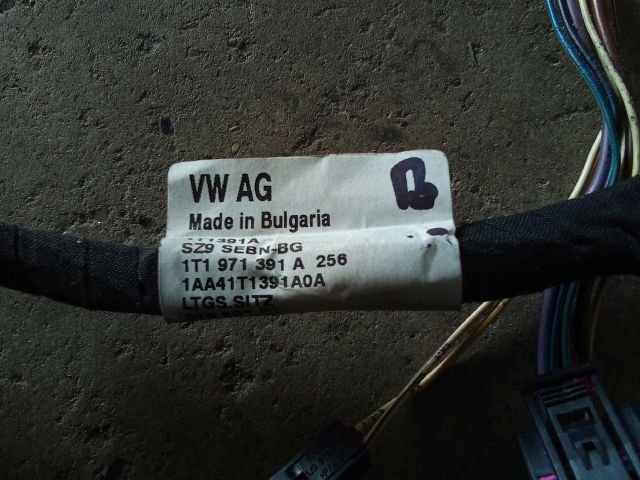 VW AG
Made in Bulgaria
SZ9 SEBN-BG
1T1 971 391 A 256
1AA41T1391A0A
LTGS.SITZ